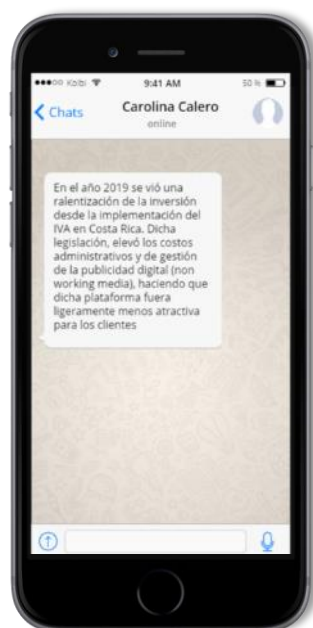 Kolbi 9:41 AM 50 %
Chats Carolina Calero
online
En el año 2019 se vió una
ralentización de la inversión
desde la implementación del
IVA en Costa Rica. Dicha
legislación, elevó los costos
administrativos y de gestión
de la publicidad digital (non
working media), haciendo que
dicha plataforma fuera
ligeramente menos atractiva
para los clientes